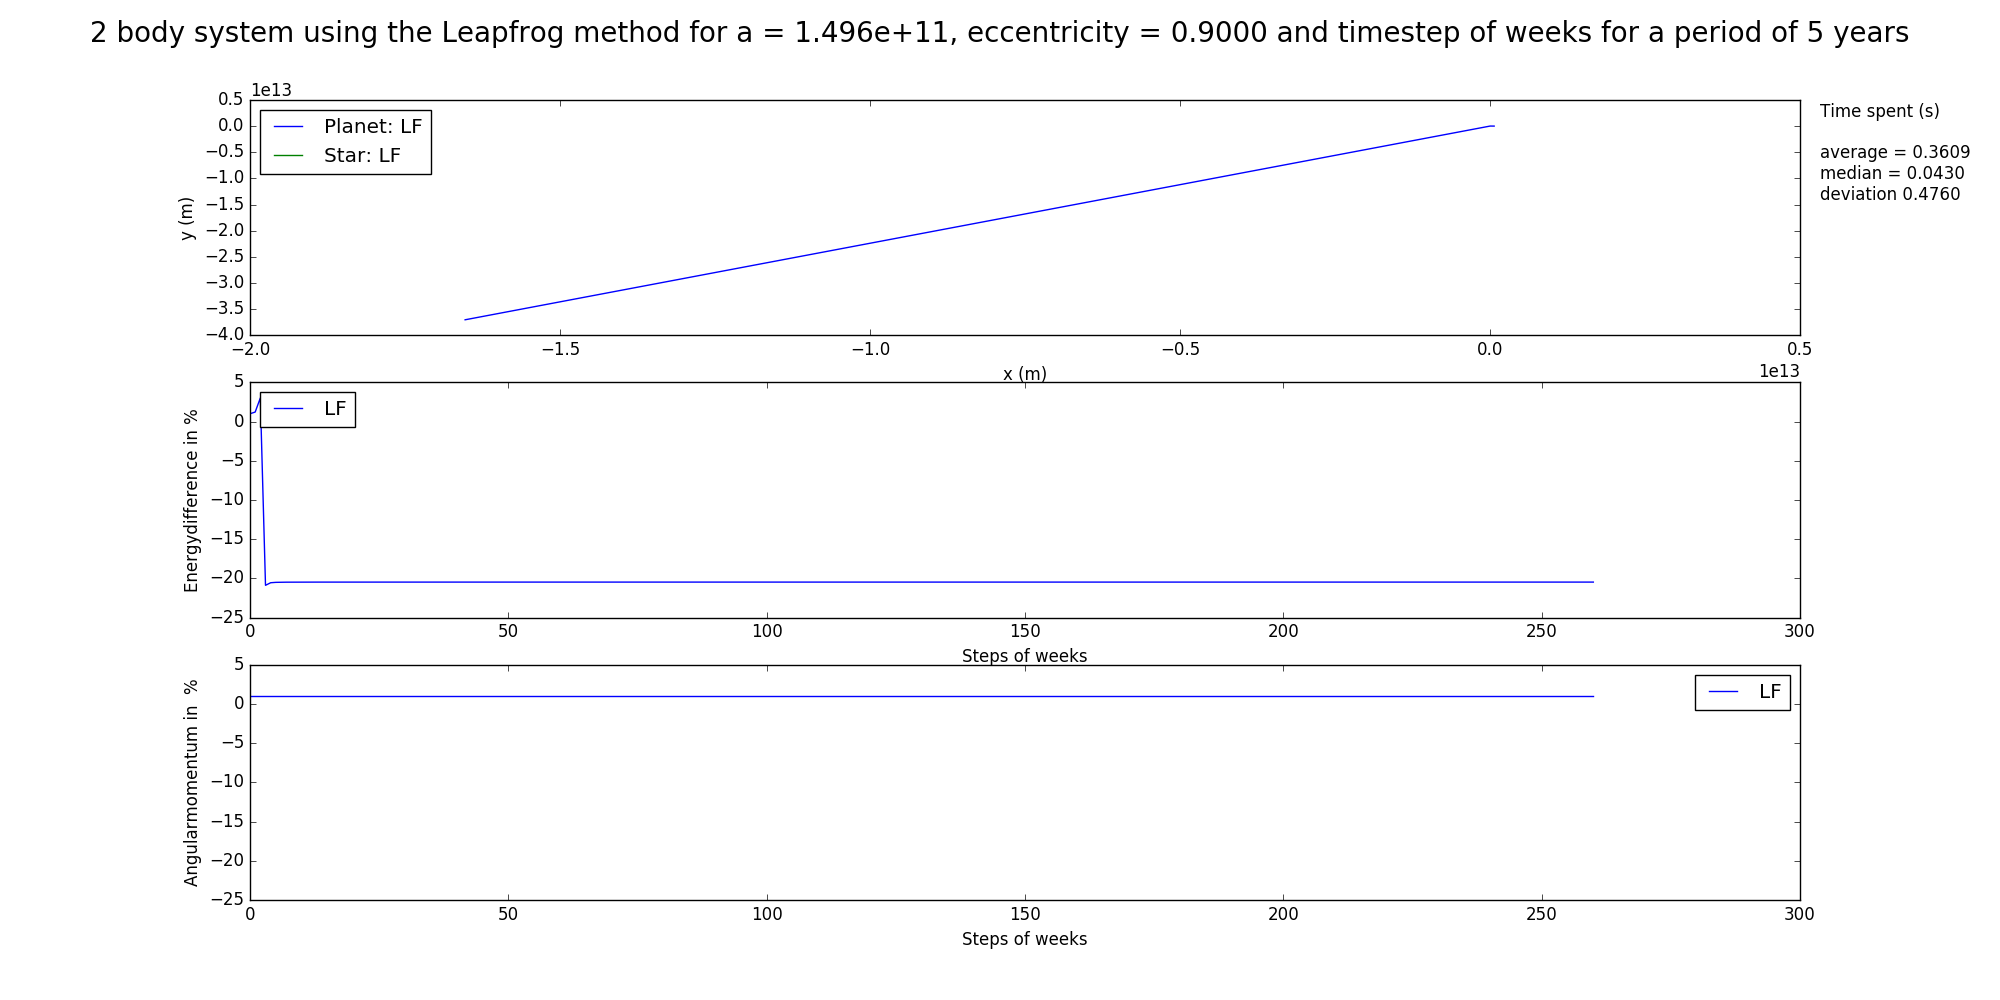 2 body system using the Leapfrog method for a = 1.496e+11, eccentricity = 0.9000 and timestep of weeks for a period of 5 years
1e13
0.5
0.0
−0.5
−1.0
−1.5
−2.0
−2.5
−3.0
−3.5
−4.0
y (m)
Planet: LF
Star: LF
−2.0 −1.5 −1.0 −0.5 0.0 0.5
x (m)
1e13
Time spent (s)
average = 0.3609
median = 0.0430
deviation 0.4760
5
0
−5
−10
−15
−20
−25
Energydifference in %
LF
0 50 100 150 200 250 300
Steps of weeks
5
0
−5
−10
−15
−20
−25
Angularmomentum in %
LF
0 50 100 150 200 250 300
Steps of weeks